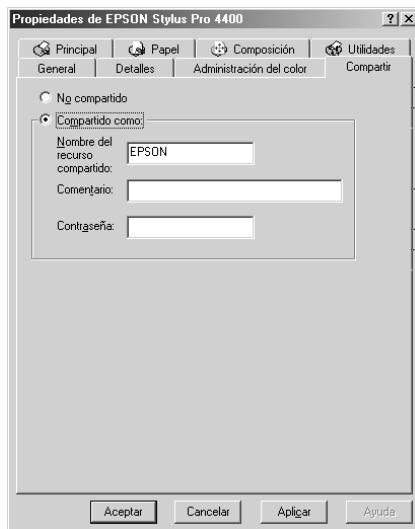 Propiedades de EPSON Stylus Pro 4400
Principal Papel Composición Utilidades
General Detalles Administración del color Compartir
No compartido
Compartido como:
Nombre del
recurso
compartido:
EPSON
Comentario:
Contraseña:
Aceptar Cancelar Aplicar Ayuda